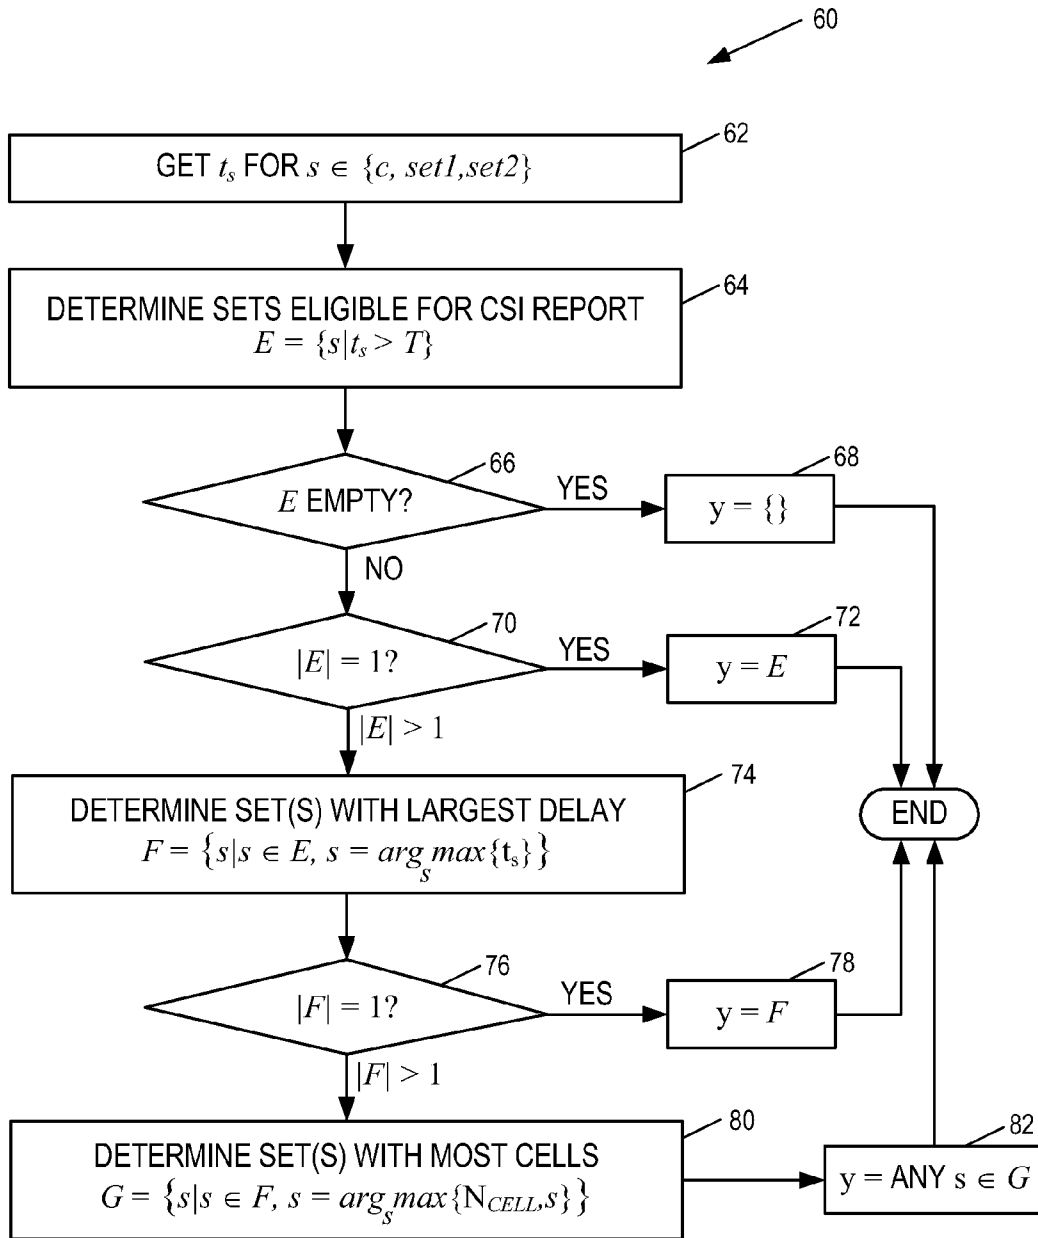 60
62
GET t_s FOR s ∈ {c, set1,set2}
64
DETERMINE SETS ELIGIBLE FOR CSI REPORT
E = {s|t_s > T}
66
E EMPTY?
YES
68
y = {}
NO
70
|E| = 1?
YES
72
y = E
|E| > 1
74
DETERMINE SET(S) WITH LARGEST DELAY
F = {s|s ∈ E, s = arg_s max{t_s}}
END
76
|F| = 1?
YES
78
y = F
|F| > 1
80
DETERMINE SET(S) WITH MOST CELLS
G = {s|s ∈ F, s = arg_s max{N_CELL,s}}
82
y = ANY s ∈ G